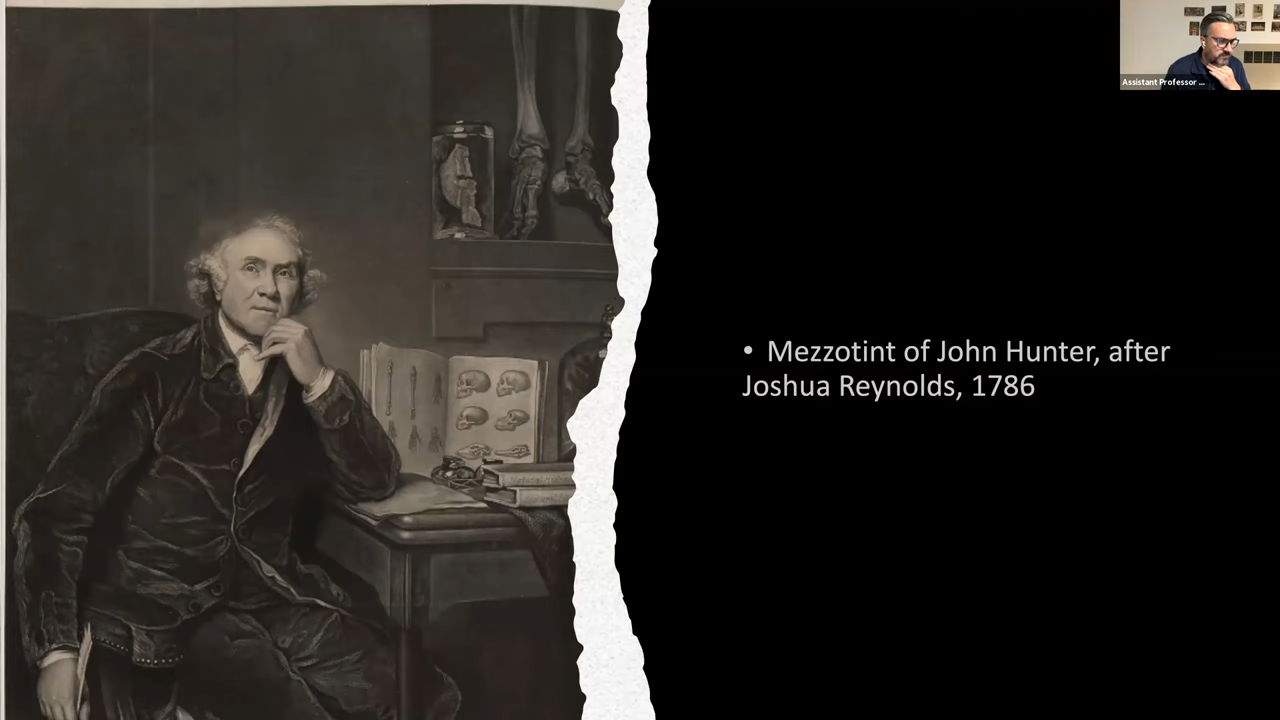 Assistant Professor ...
• Mezzotint of John Hunter, after
Joshua Reynolds, 1786